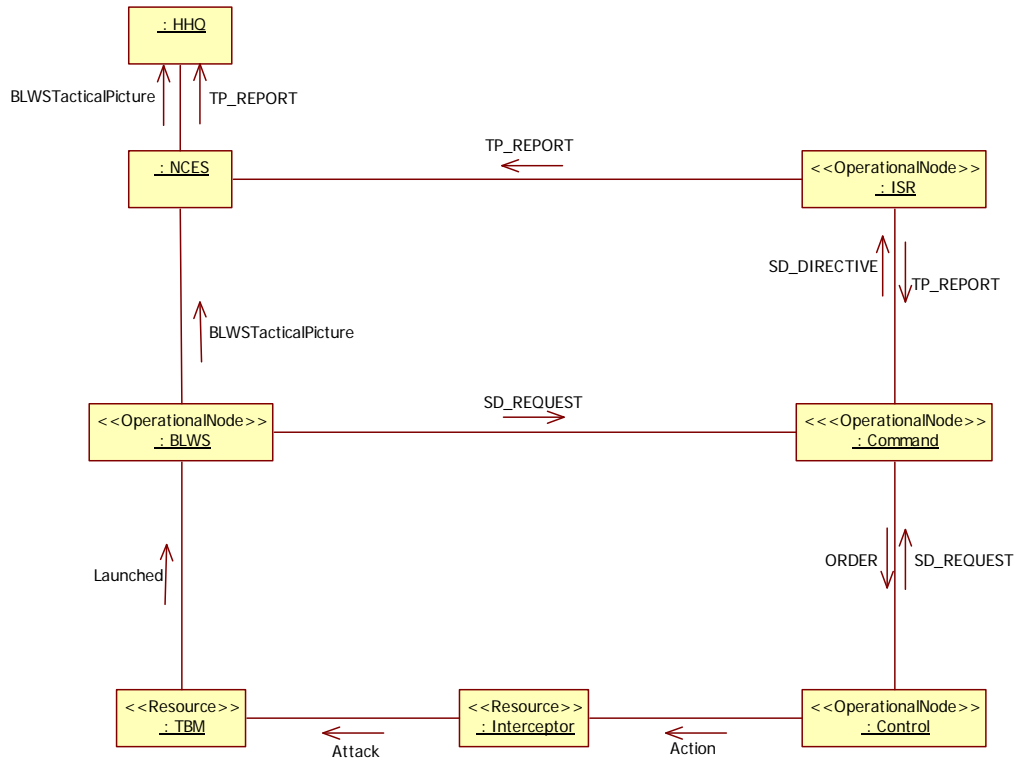 : HHQ
BLWSTacticalPicture
TP_REPORT
: NCES
TP_REPORT
<<OperationalNode>>
: ISR
SD_DIRECTIVE
TP_REPORT
BLWSTacticalPicture
<<OperationalNode>>
: BLWS
SD_REQUEST
<<OperationalNode>>
: Command
Launched
ORDER
SD_REQUEST
<<Resource>>
: TBM
Attack
<<Resource>>
: Interceptor
Action
<<OperationalNode>>
: Control